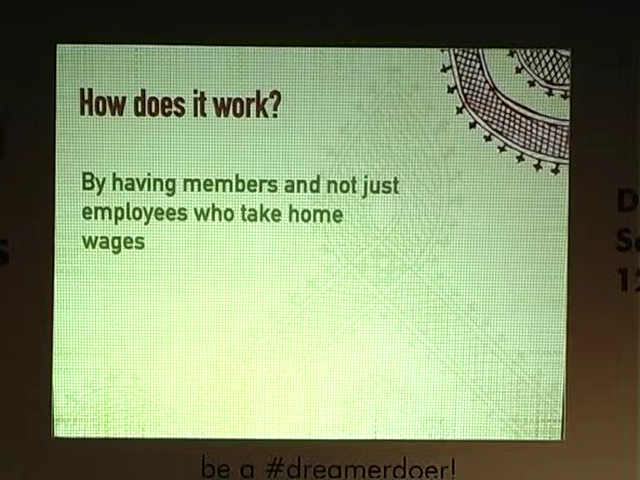 How does it work?
By having members and not just
employees who take home
wages
be a #dreamerdoer!